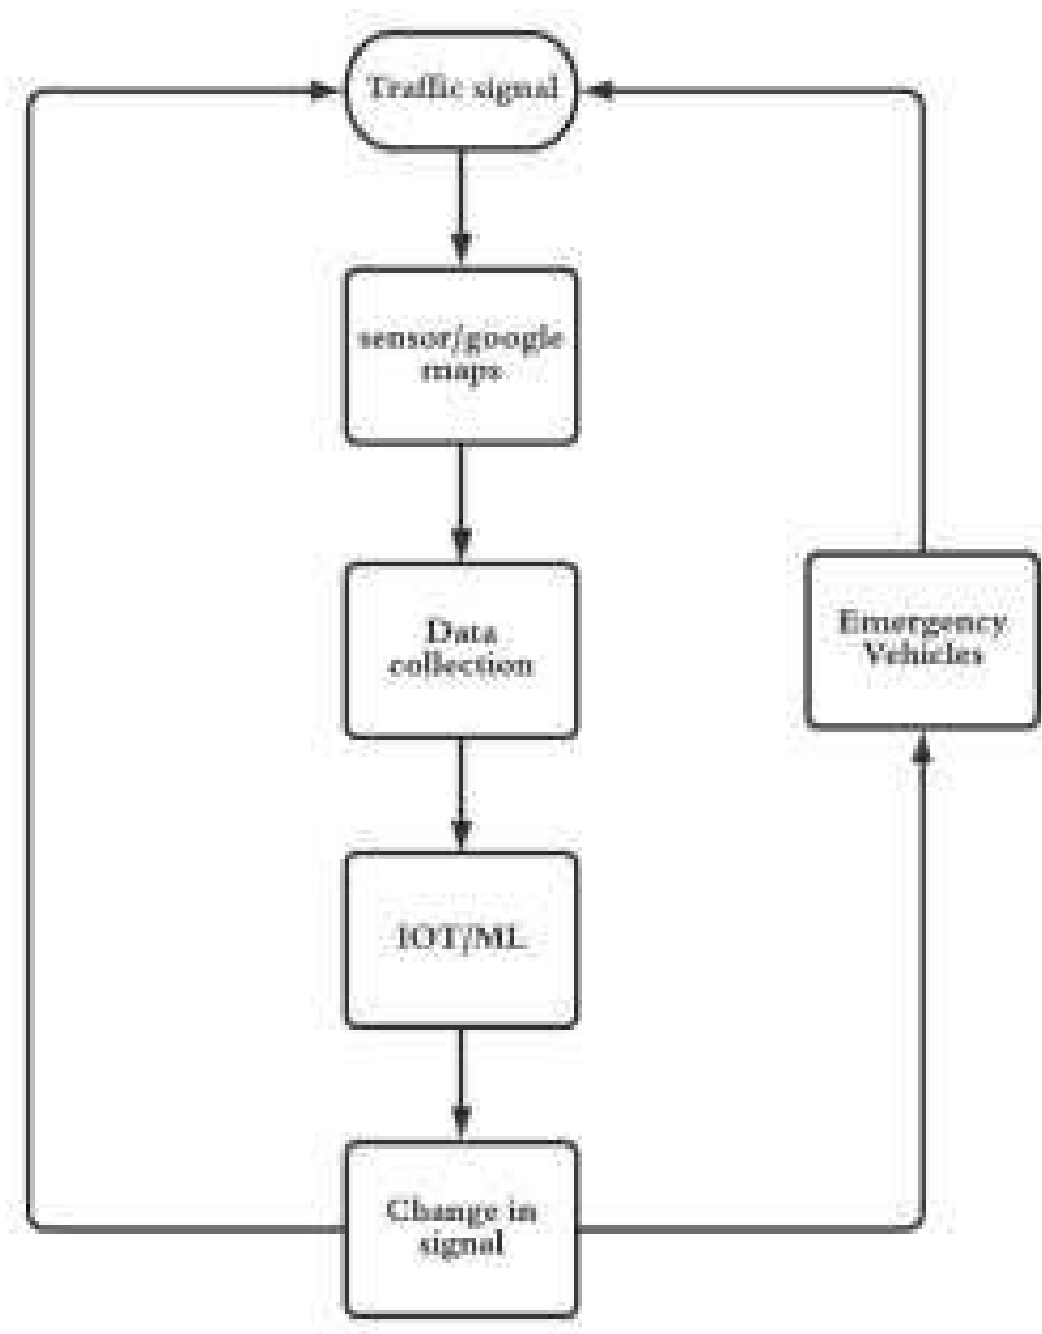 Traffic signal
sensor/google
maps
Data
collection
Emergency
Vehicles
IOT/ML
Change in
signal